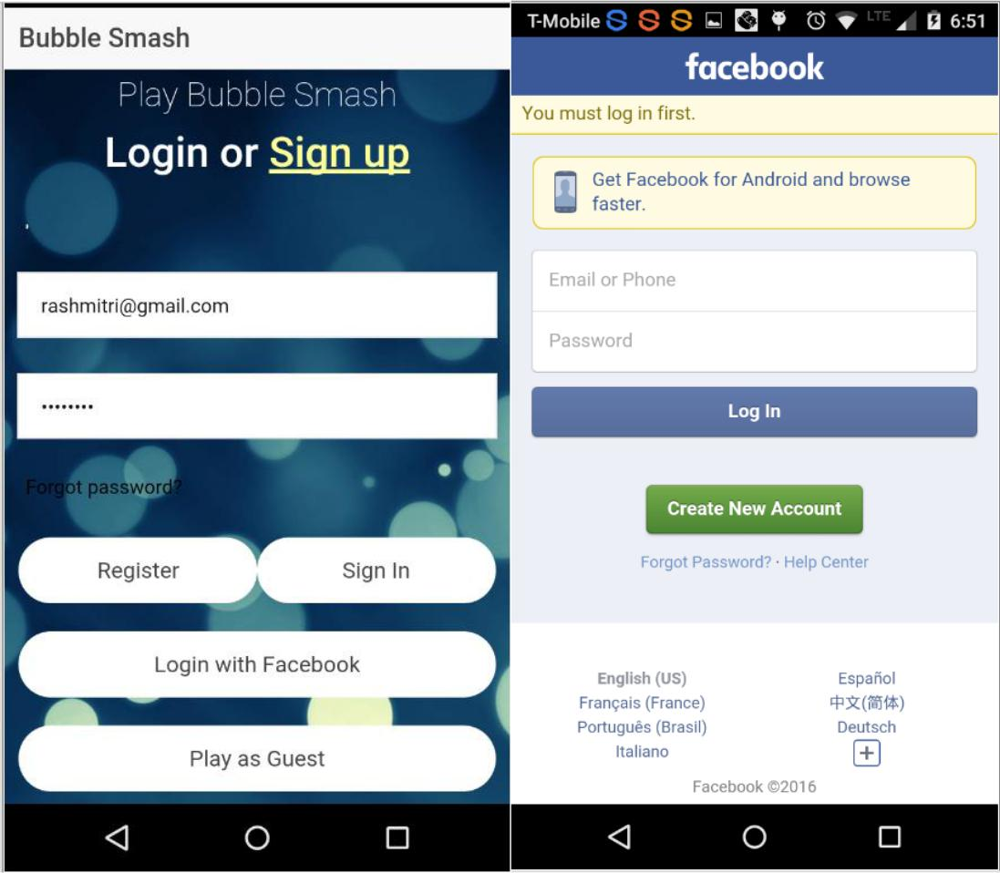 Bubble Smash
Play Bubble Smash
Login or Sign up
rashmitri@gmail.com
••••••••
Forgot password?
Register
Sign In
Login with Facebook
Play as Guest
T-Mobile
LTE
6:51
facebook
You must log in first.
Get Facebook for Android and browse
faster.
Email or Phone
Password
Log In
Create New Account
Forgot Password? · Help Center
English (US)
Español
Français (France)
中文(简体)
Português (Brasil)
Deutsch
Italiano
Facebook ©2016